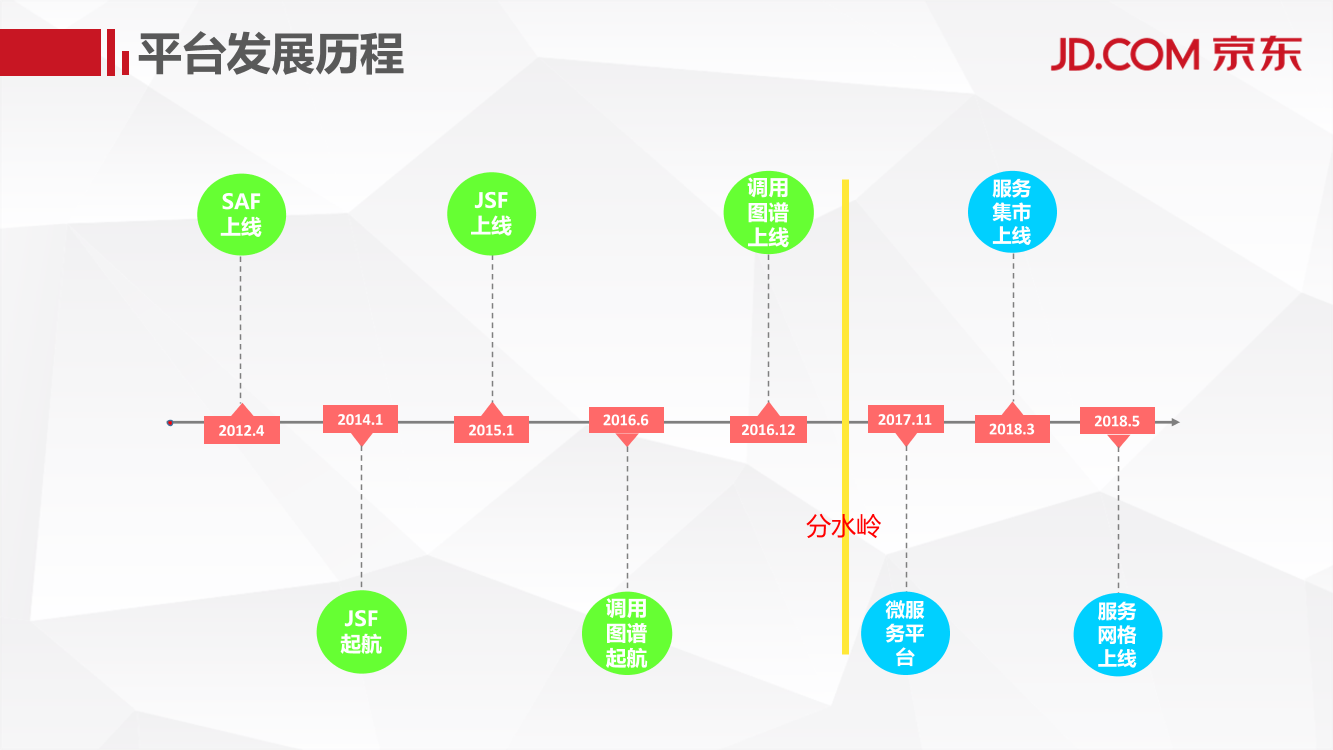 平台发展历程
JD.COM 京东
SAF
上线
JSF
上线
调用
图谱
上线
服务
集市
上线
2012.4
2014.1
2015.1
2016.6
2016.12
2017.11
2018.3
2018.5
分水岭
JSF
起航
调用
图谱
起航
微服
务平
台
服务
网格
上线